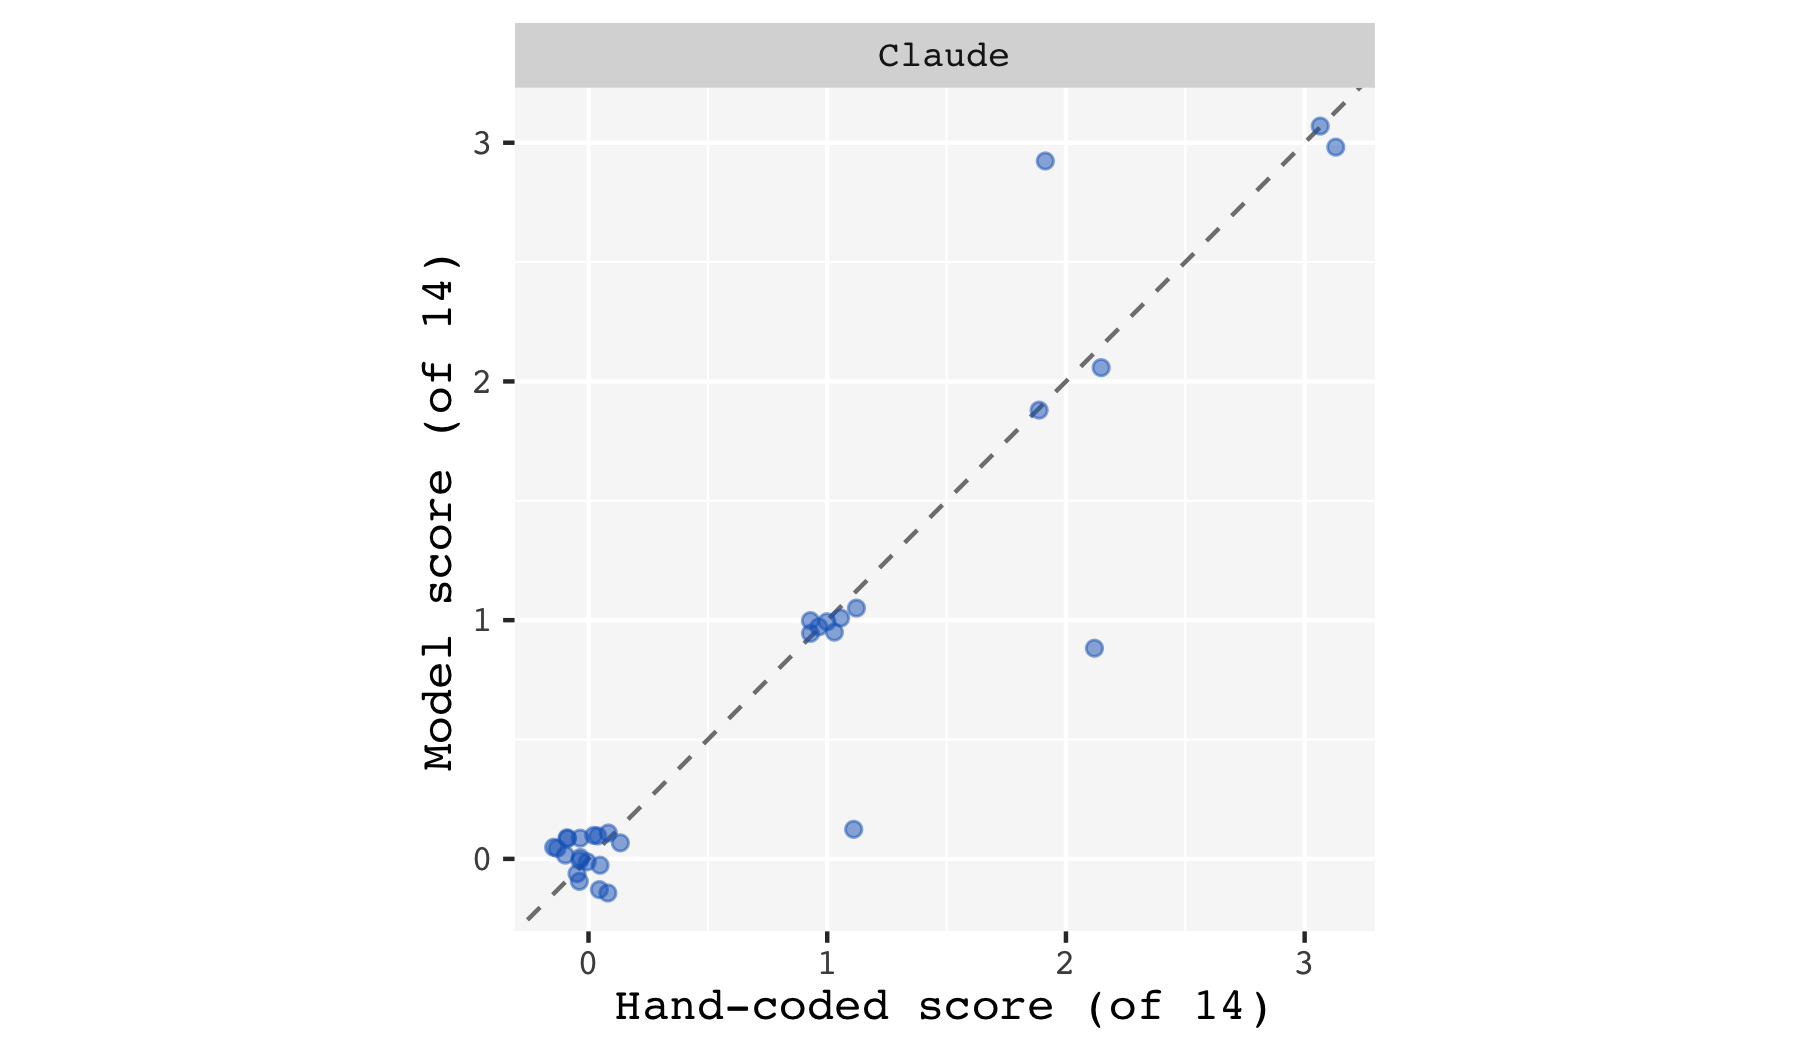 Claude
3
2
1
0
Model score (of 14)
0 1 2 3
Hand-coded score (of 14)